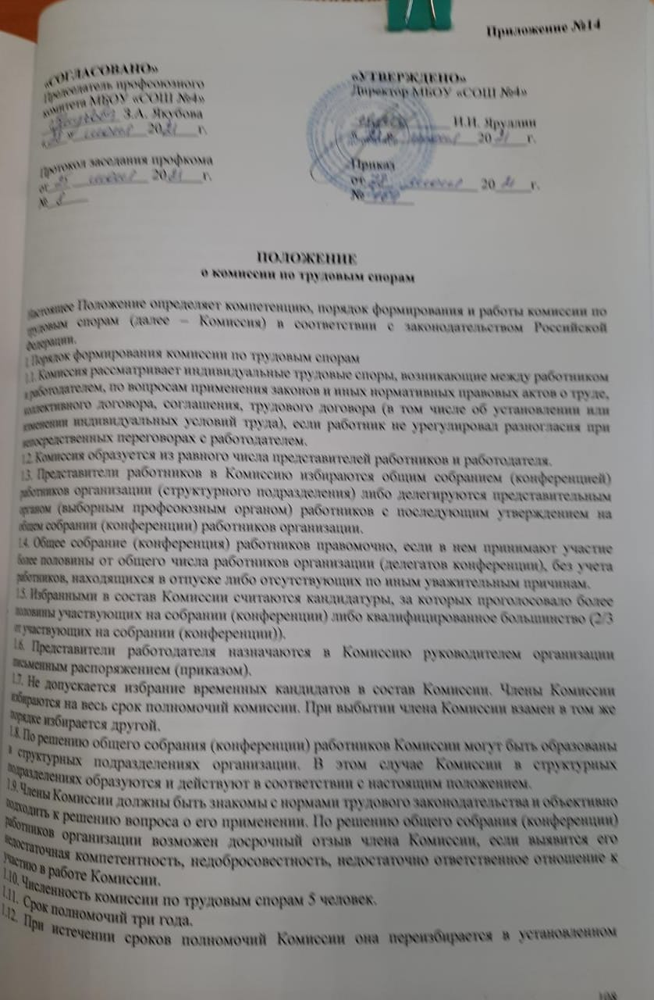 Приложение №14
«СОГЛАСОВАНО»
Председатель профсоюзного
комитета МБОУ «СОШ №4»
З.А. Якубова
20 21 г.
Протокол заседания профкома
от 25 20 21 г.
№ 8
«УТВЕРЖДЕНО»
Директор МБОУ «СОШ №4»
И.И. Яруллин
20 21 г.
Приказ
от 20 21 г.
№
ПОЛОЖЕНИЕ
о комиссии по трудовым спорам
Настоящее Положение определяет компетенцию, порядок формирования и работы комиссии по
трудовым спорам (далее – Комиссия) в соответствии с законодательством Российской
Федерации.
1. Порядок формирования комиссии по трудовым спорам
1.1. Комиссия рассматривает индивидуальные трудовые споры, возникающие между работником
и работодателем, по вопросам применения законов и иных нормативных правовых актов о труде,
коллективного договора, соглашения, трудового договора (в том числе об установлении или
изменении индивидуальных условий труда), если работник не урегулировал разногласия при
непосредственных переговорах с работодателем.
1.2. Комиссия образуется из равного числа представителей работников и работодателя.
1.3. Представители работников в Комиссию избираются общим собранием (конференцией)
работников организации (структурного подразделения) либо делегируются представительным
органом (выборным профсоюзным органом) работников с последующим утверждением на
общем собрании (конференции) работников организации.
1.4. Общее собрание (конференция) работников правомочно, если в нем принимают участие
более половины от общего числа работников организации (делегатов конференции), без учета
работников, находящихся в отпуске либо отсутствующих по иным уважительным причинам.
1.5. Избранными в состав Комиссии считаются кандидатуры, за которых проголосовало более
половины участвующих на собрании (конференции) либо квалифицированное большинство (2/3
от участвующих на собрании (конференции)).
1.6. Представители работодателя назначаются в Комиссию руководителем организации
письменным распоряжением (приказом).
1.7. Не допускается избрание временных кандидатов в состав Комиссии. Члены Комиссии
избираются на весь срок полномочий комиссии. При выбытии члена Комиссии взамен в том же
порядке избирается другой.
1.8. По решению общего собрания (конференции) работников Комиссии могут быть образованы
в структурных подразделениях организации. В этом случае Комиссии в структурных
подразделениях образуются и действуют в соответствии с настоящим положением.
1.9. Члены Комиссии должны быть знакомы с нормами трудового законодательства и объективно
подходить к решению вопроса о его применении. По решению общего собрания (конференции)
работников организации возможен досрочный отзыв члена Комиссии, если выявится его
недостаточная компетентность, недобросовестность, недостаточно ответственное отношение к
участию в работе Комиссии.
1.10. Численность комиссии по трудовым спорам 5 человек.
1.11. Срок полномочий три года.
1.12. При истечении сроков полномочий Комиссии она переизбирается в установленном
108